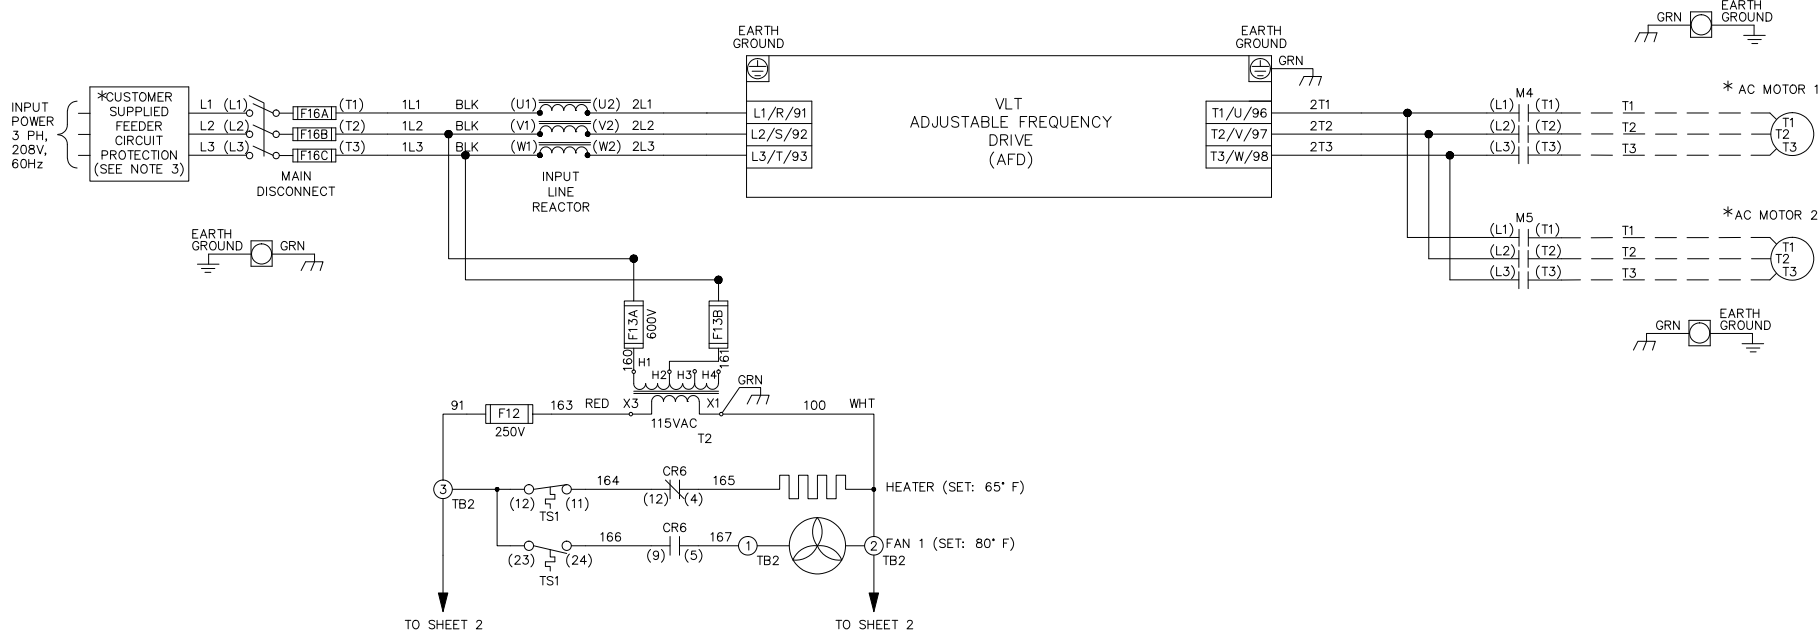 INPUT
POWER
3 PH,
208V,
60Hz
*CUSTOMER
SUPPLIED
FEEDER
CIRCUIT
PROTECTION
(SEE NOTE 3)
L1 (L1) F16A (T1) 1L1 BLK (U1) (U2) 2L1
L2 (L2) F16B (T2) 1L2 BLK (V1) (V2) 2L2
L3 (L3) F16C (T3) 1L3 BLK (W1) (W2) 2L3
MAIN
DISCONNECT
INPUT
LINE
REACTOR
EARTH
GROUND
GRN
EARTH
GROUND
L1/R/91
L2/S/92
L3/T/93
VLT
ADJUSTABLE FREQUENCY
DRIVE
(AFD)
EARTH
GROUND
GRN
T1/U/96
T2/V/97
T3/W/98
2T1
2T2
2T3
GRN
EARTH
GROUND
* AC MOTOR 1
M4
(L1) (T1) T1
(L2) (T2) T2
(L3) (T3) T3
T1
T2
T3
*AC MOTOR 2
M5
(L1) (T1) T1
(L2) (T2) T2
(L3) (T3) T3
T1
T2
T3
GRN
EARTH
GROUND
F13A
600V
F13B
160
161
H1
H2 H3 H4
GRN
91 F12 163 RED X3 X1 100 WHT
250V
115VAC
T2
3
TB2
(12) (11)
TS1
164
CR6
(12) (4)
165
HEATER (SET: 65° F)
(23) (24)
TS1
166
CR6
(9) (5)
167
1
TB2
2
TB2
FAN 1 (SET: 80° F)
TO SHEET 2
TO SHEET 2